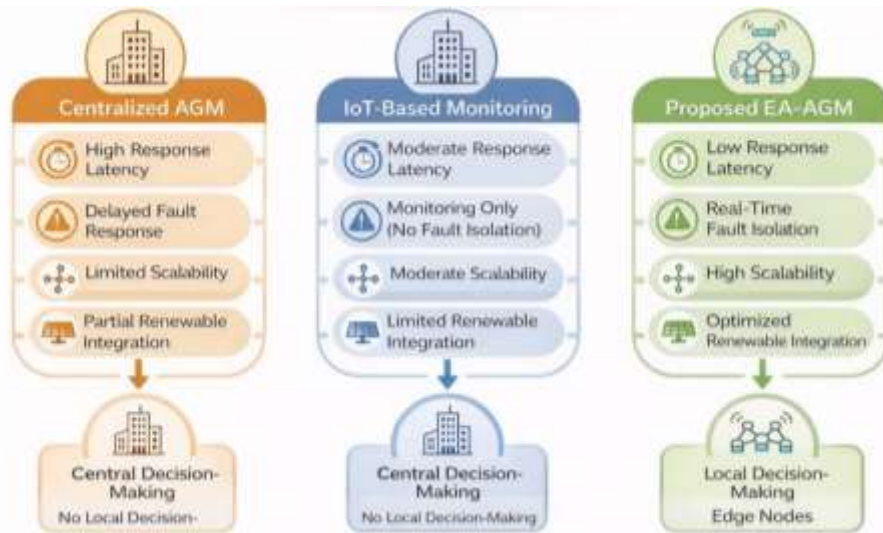 Centralized AGM
High Response
Latency
Delayed Fault
Response
Limited Scalability
Partial Renewable
Integration
Central Decision-
Making
No Local Decision-
IoT-Based Monitoring
Moderate Response
Latency
Monitoring Only
(No Fault Isolation)
Moderate Scalability
Limited Renewable
Integration
Central Decision-
Making
No Local Decision-Making
Proposed EA-AGM
Low Response
Latency
Real-Time
Fault Isolation
High Scalability
Optimized
Renewable Integration
Local Decision-
Making
Edge Nodes